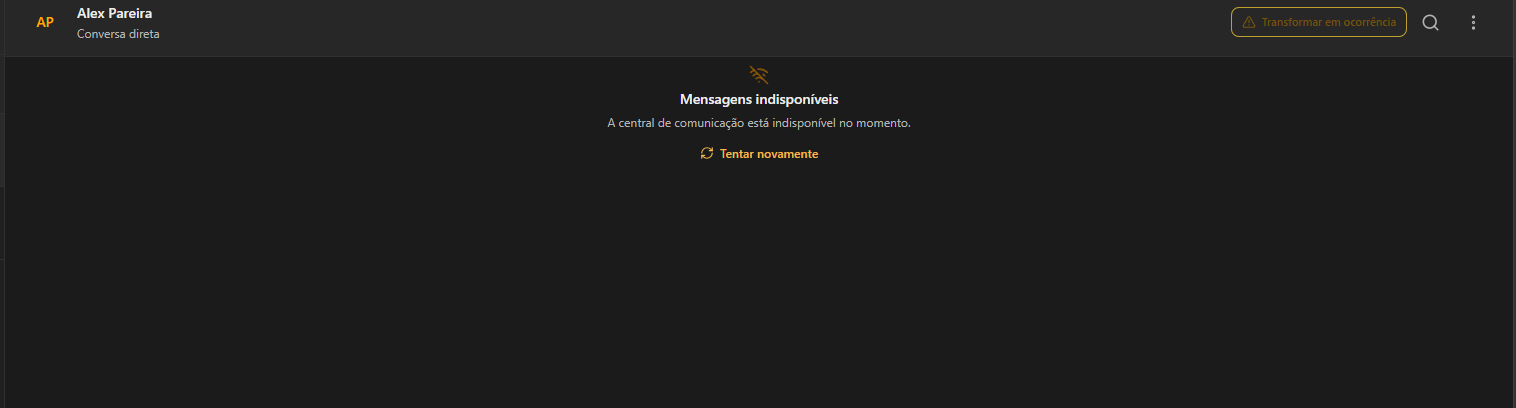 AP
Alex Pareira
Conversa direta
Transformar em ocorrência
Mensagens indisponíveis
A central de comunicação está indisponível no momento.
Tentar novamente